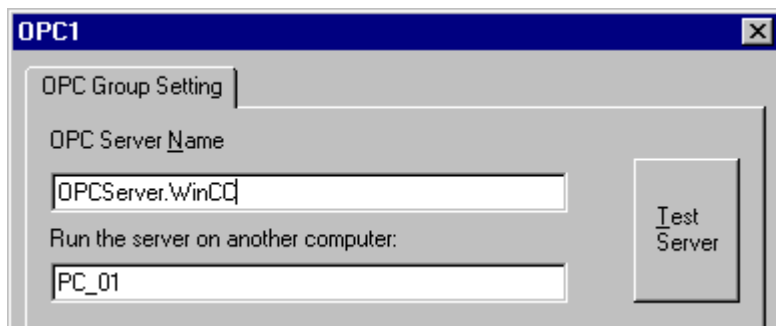 OPC1
OPC Group Setting
OPC Server Name
OPCServer.WinCC
Run the server on another computer:
PC_01
Test
Server